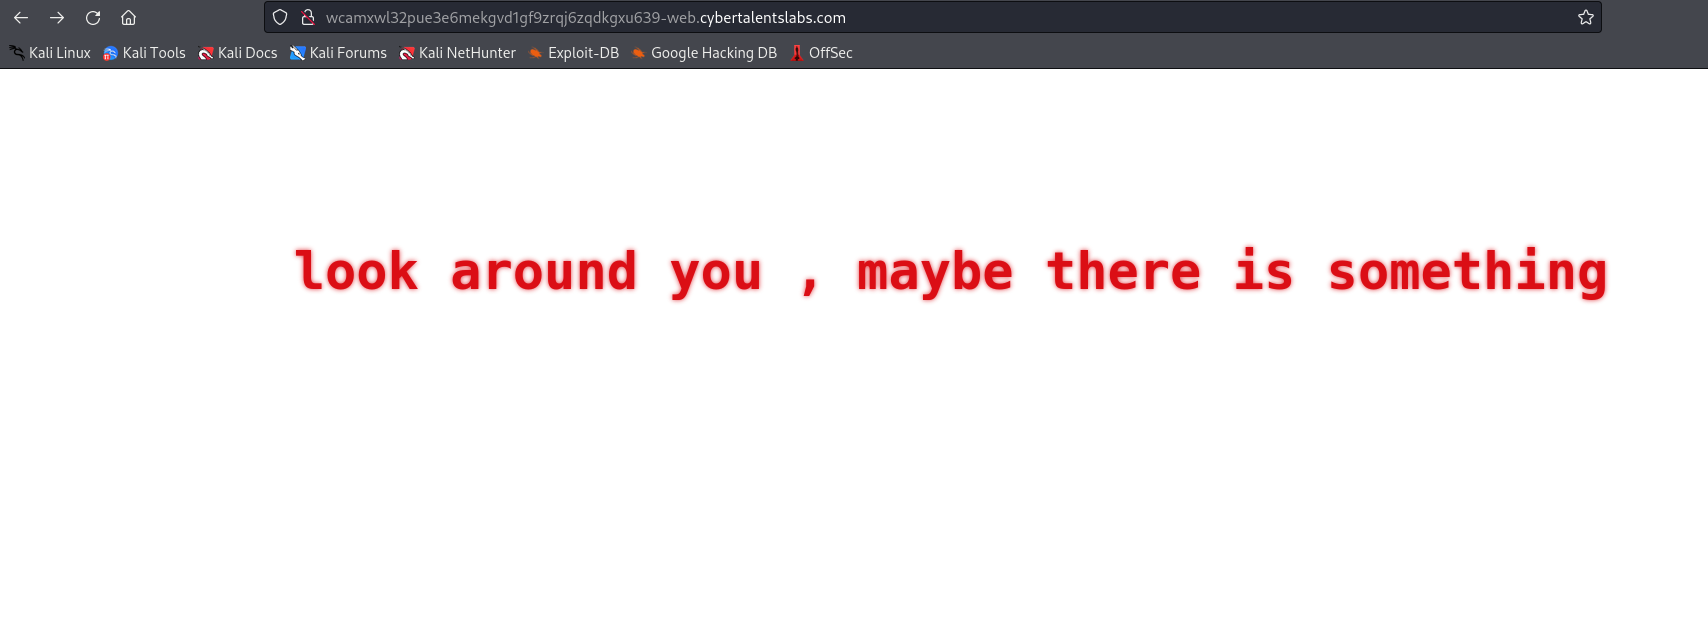 wcamxwl32pue3e6mekgvd1gf9zrqj6zqdkgxu639-web.cybertalentslabs.com
Kali Linux Kali Tools Kali Docs Kali Forums Kali NetHunter Exploit-DB Google Hacking DB OffSec
look around you , maybe there is something